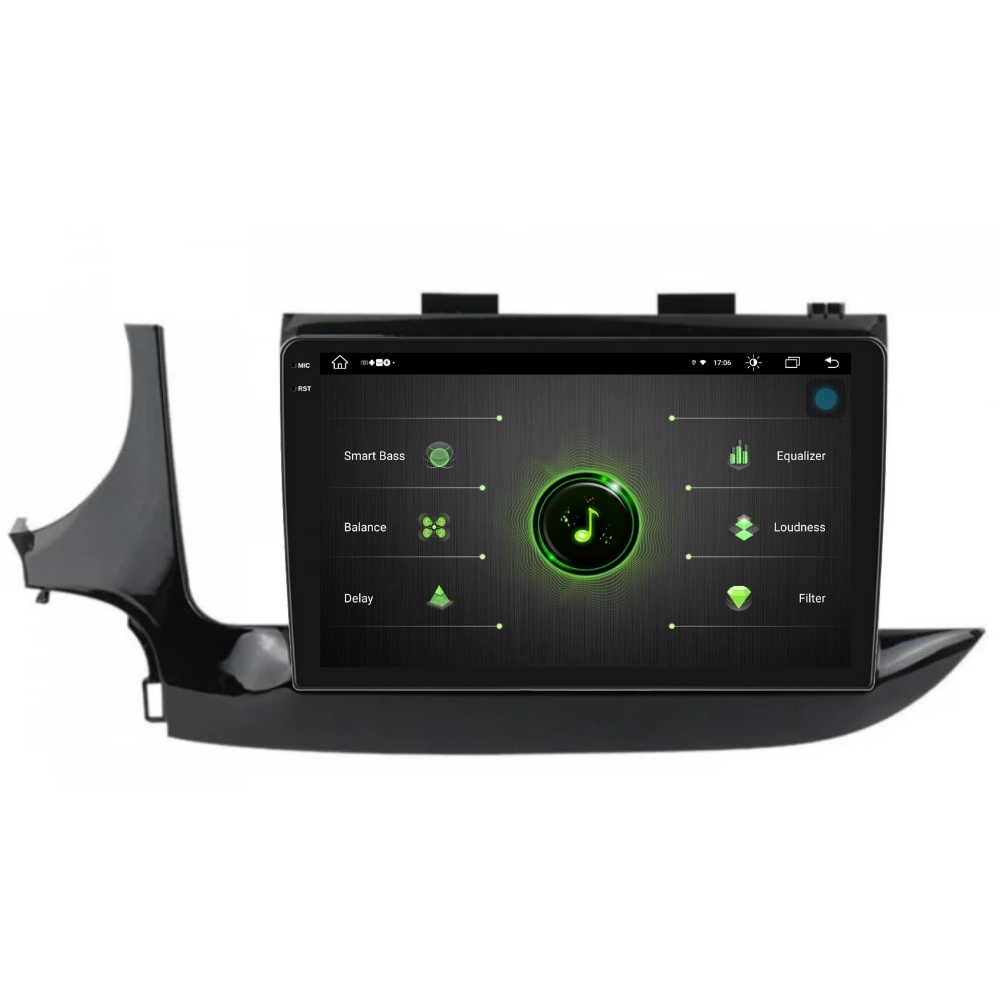 MIC
17:06
RST
Smart Bass
Equalizer
Balance
Loudness
Delay
Filter